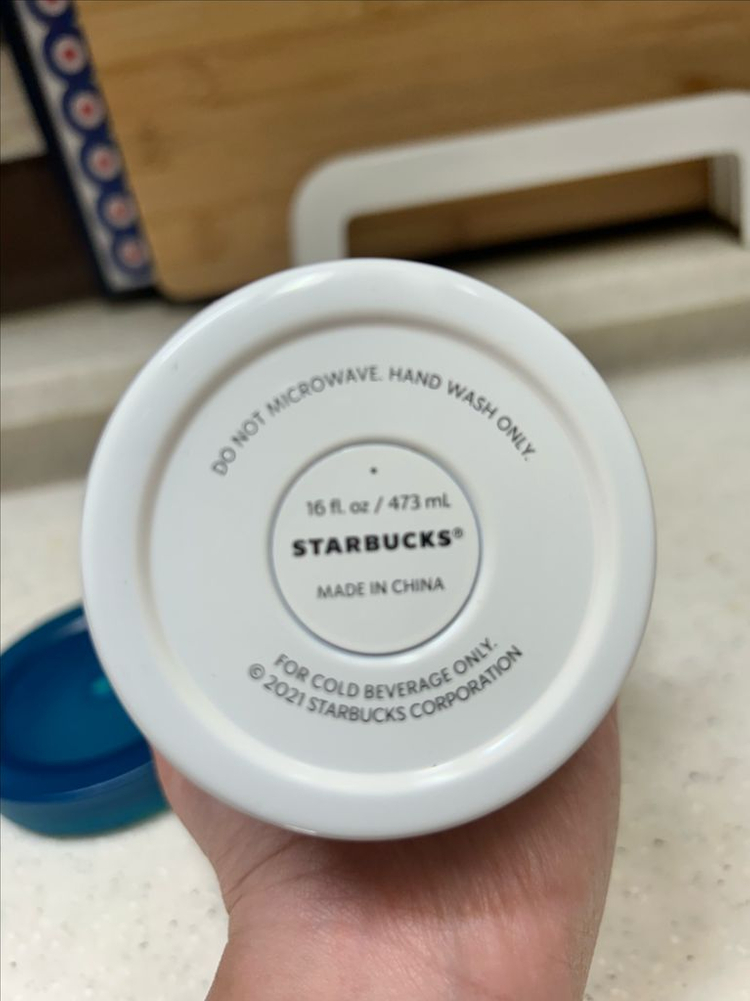 DO NOT MICROWAVE. HAND WASH ONLY.
16 fl. oz / 473 mL
STARBUCKS®
MADE IN CHINA
FOR COLD BEVERAGE ONLY.
© 2021 STARBUCKS CORPORATION